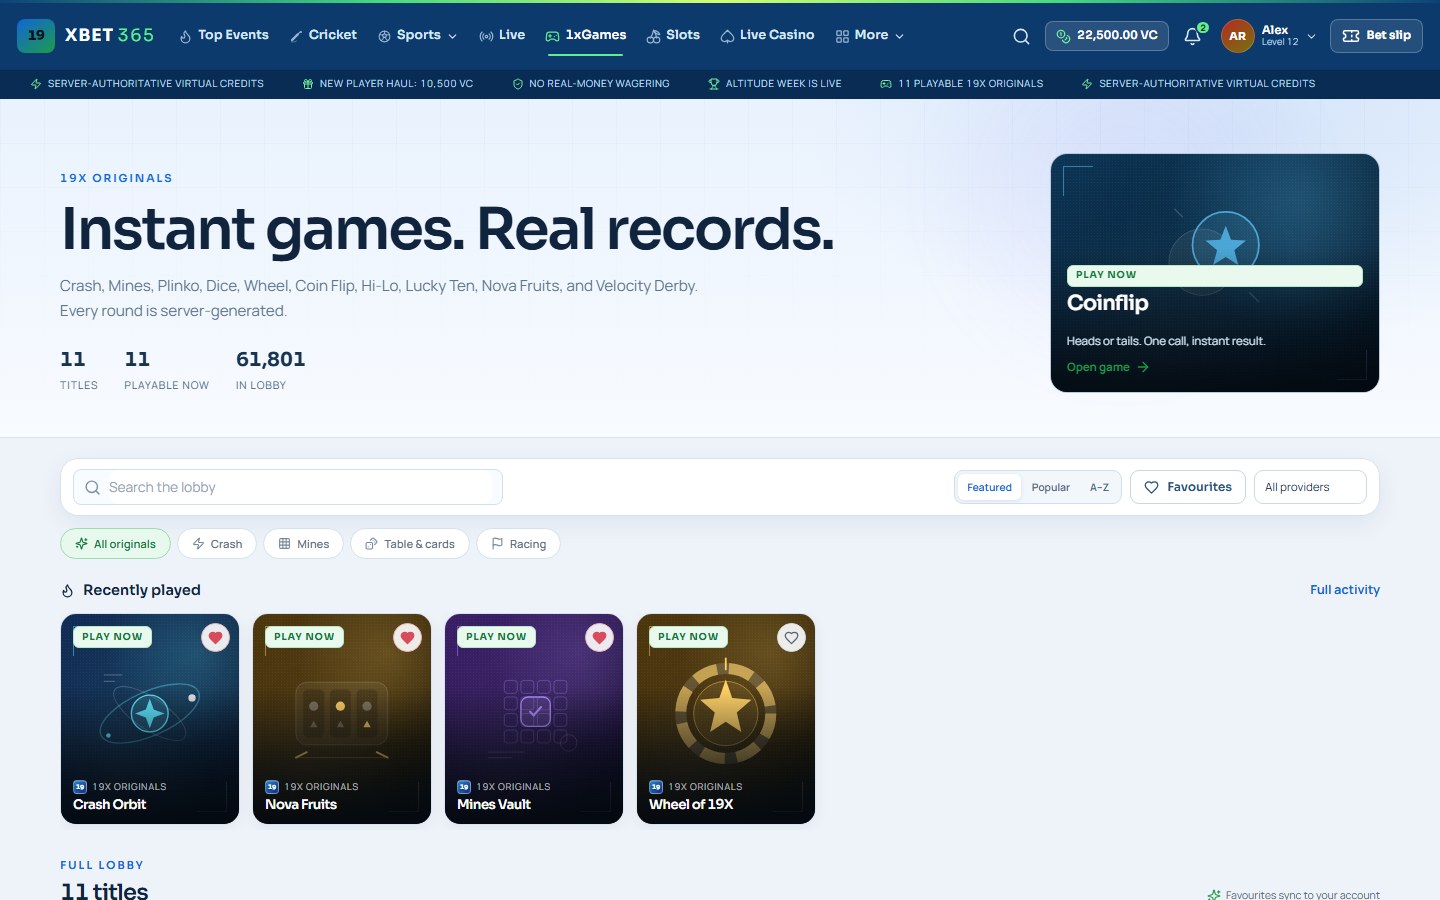 19 XBET 365 Top Events Cricket Sports Live 1xGames Slots Live Casino More 22,500.00 VC 2 AR Alex Level 12 Bet slip
SERVER-AUTHORITATIVE VIRTUAL CREDITS NEW PLAYER HAUL: 10,500 VC NO REAL-MONEY WAGERING ALTITUDE WEEK IS LIVE 11 PLAYABLE 19X ORIGINALS SERVER-AUTHORITATIVE VIRTUAL CREDITS
19X ORIGINALS
Instant games. Real records.
Crash, Mines, Plinko, Dice, Wheel, Coin Flip, Hi-Lo, Lucky Ten, Nova Fruits, and Velocity Derby.
Every round is server-generated.
11 11 61,801
TITLES PLAYABLE NOW IN LOBBY
PLAY NOW
Coinflip
Heads or tails. One call, instant result.
Open game
Search the lobby Featured Popular A–Z Favourites All providers
All originals Crash Mines Table & cards Racing
Recently played Full activity
PLAY NOW PLAY NOW PLAY NOW PLAY NOW
19 19X ORIGINALS 19 19X ORIGINALS 19 19X ORIGINALS 19 19X ORIGINALS
Crash Orbit Nova Fruits Mines Vault Wheel of 19X
FULL LOBBY
11 titles Favourites sync to your account